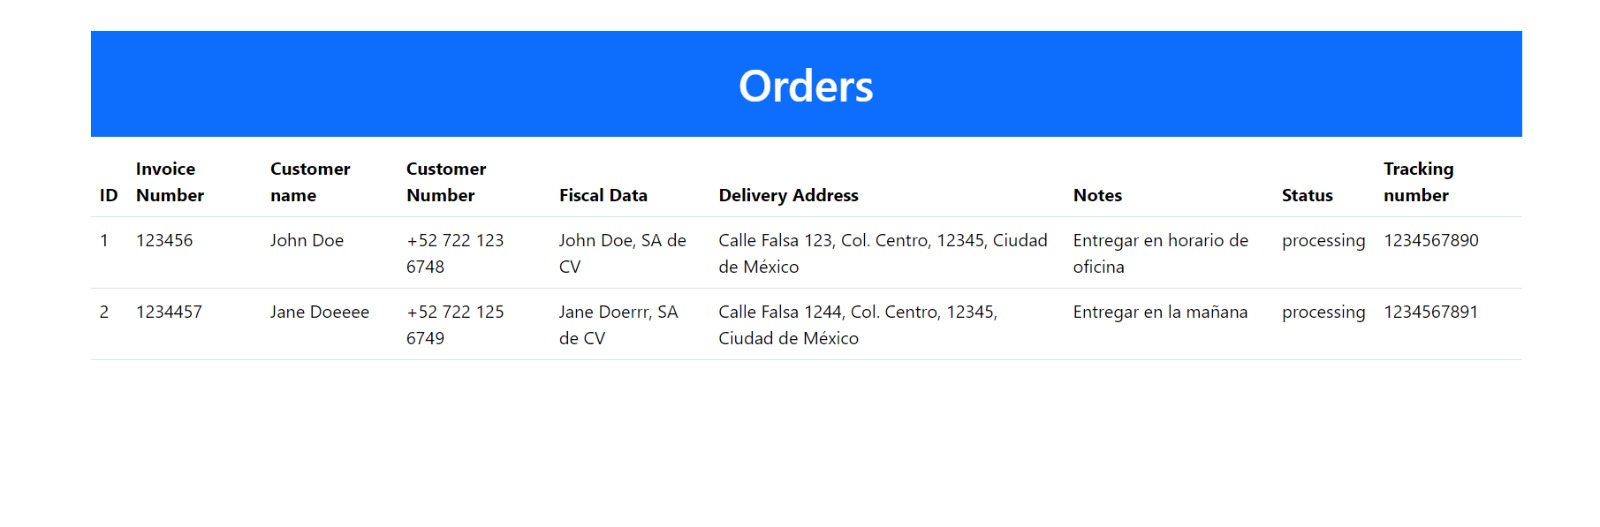 Orders
ID Invoice Number Customer name Customer Number Fiscal Data Delivery Address Notes Status Tracking number
1 123456 John Doe +52 722 123 6748 John Doe, SA de CV Calle Falsa 123, Col. Centro, 12345, Ciudad de México Entregar en horario de oficina processing 1234567890
2 1234457 Jane Doeeee +52 722 125 6749 Jane Doerrr, SA de CV Calle Falsa 1244, Col. Centro, 12345, Ciudad de México Entregar en la mañana processing 1234567891